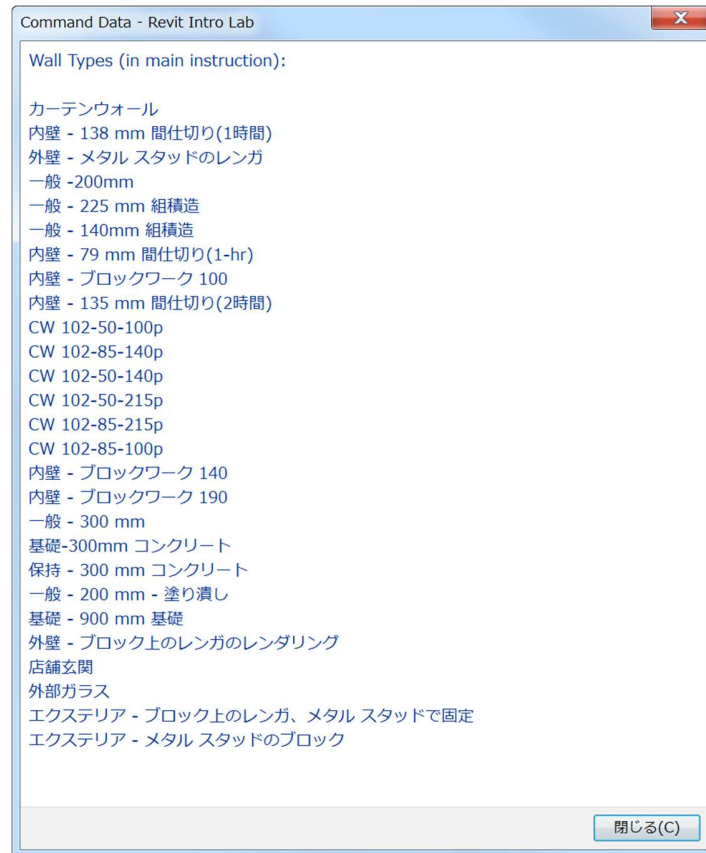 Command Data - Revit Intro Lab
Wall Types (in main instruction):
カーテンウォール
内壁 - 138 mm 間仕切り(1時間)
外壁 - メタル スタッドのレンガ
一般 -200mm
一般 - 225 mm 組積造
一般 - 140mm 組積造
内壁 - 79 mm 間仕切り(1-hr)
内壁 - ブロックワーク 100
内壁 - 135 mm 間仕切り(2時間)
CW 102-50-100p
CW 102-85-140p
CW 102-50-140p
CW 102-50-215p
CW 102-85-215p
CW 102-85-100p
内壁 - ブロックワーク 140
内壁 - ブロックワーク 190
一般 - 300 mm
基礎-300mm コンクリート
保持 - 300 mm コンクリート
一般 - 200 mm - 塗り潰し
基礎 - 900 mm 基礎
外壁 - ブロック上のレンガのレンダリング
店舗玄関
外部ガラス
エクステリア - ブロック上のレンガ、メタル スタッドで固定
エクステリア - メタル スタッドのブロック
閉じる(C)